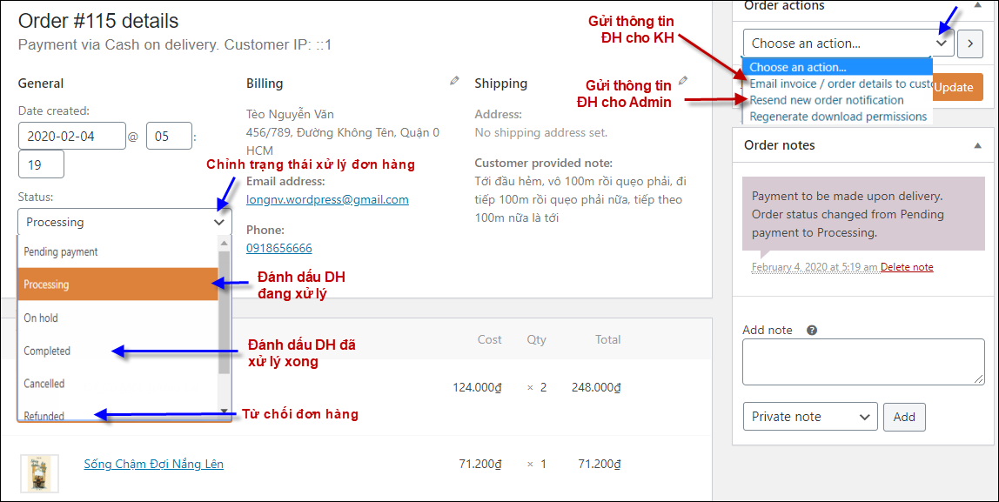 Order #115 details
Payment via Cash on delivery. Customer IP: ::1
General
Date created:
2020-02-04 @ 05 :
19
Chỉnh trạng thái xử lý đơn hàng
Status:
Processing
Pending payment
Processing
On hold
Completed
Cancelled
Refunded
Đánh dấu DH
đang xử lý
Đánh dấu DH đã
xử lý xong
Từ chối đơn hàng
Billing
Tèo Nguyễn Văn
456/789, Đường Không Tên, Quận 0
HCM
Email address:
longnv.wordpress@gmail.com
Phone:
0918656666
Shipping
Address:
No shipping address set.
Customer provided note:
Tới đầu hẻm, vô 100m rồi quẹo phải, đi
tiếp 100m rồi quẹo phải nữa, tiếp theo
100m nữa là tới
Cost Qty Total
124.000₫ × 2 248.000₫
Sống Chậm Đợi Nắng Lên 71.200₫ × 1 71.200₫
Gửi thông tin
ĐH cho KH
Gửi thông tin
ĐH cho Admin
Order actions
Choose an action...
Choose an action...
Email invoice / order details to custo
Resend new order notification
Regenerate download permissions
Update
Order notes
Payment to be made upon delivery.
Order status changed from Pending
payment to Processing.
February 4, 2020 at 5:19 am Delete note
Add note ?
Private note Add